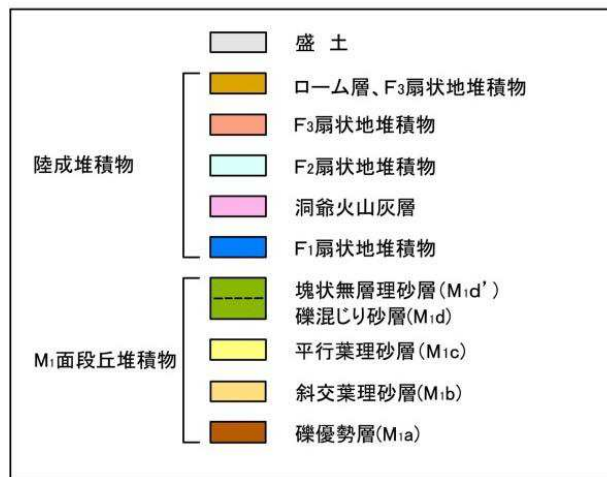 盛 土
陸成堆積物
ローム層、F3扇状地堆積物
F3扇状地堆積物
F2扇状地堆積物
洞爺火山灰層
F1扇状地堆積物
M1面段丘堆積物
塊状無層理砂層(M1d')
礫混じり砂層(M1d)
平行葉理砂層(M1c)
斜交葉理砂層(M1b)
礫優勢層(M1a)